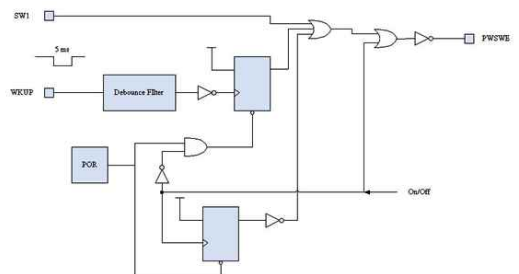 SW1
PWSWE
5 ms
WKUP
Debounce Filter
POR
On/Off